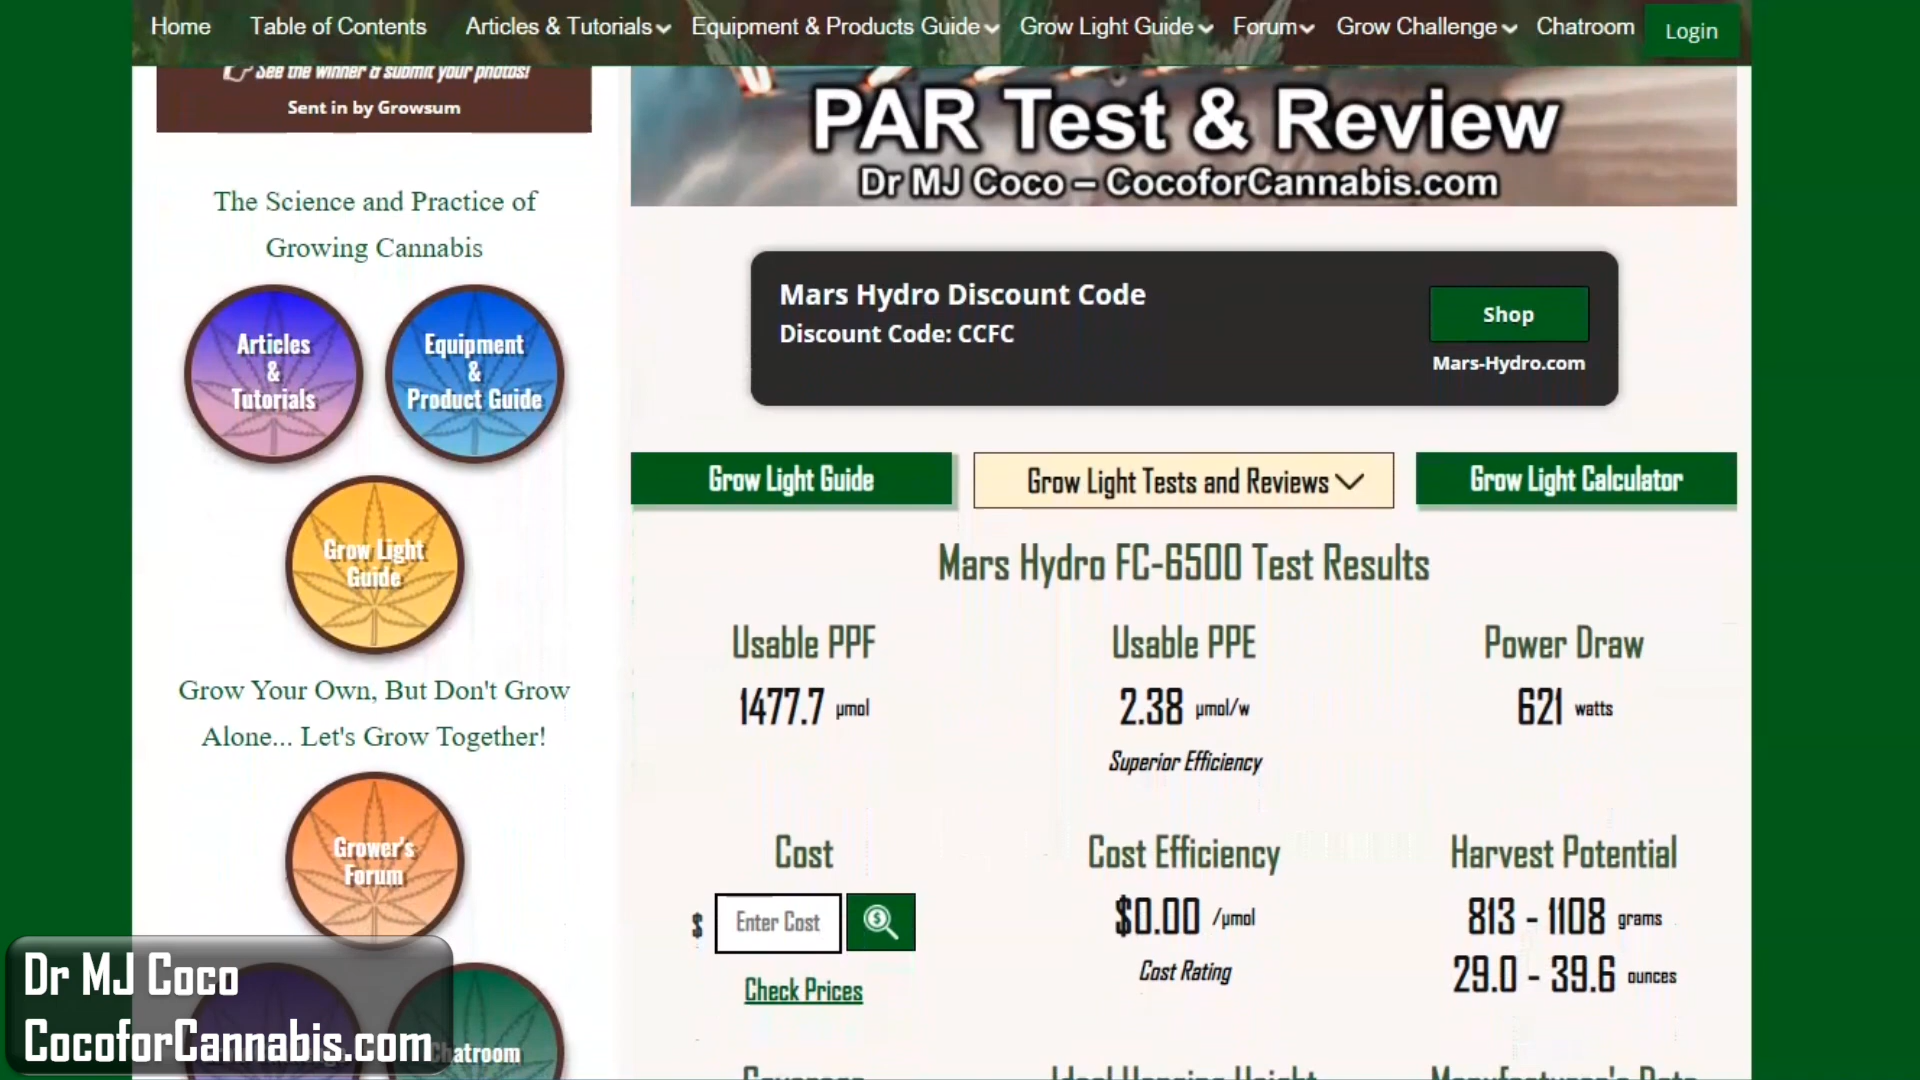 Home
Table of Contents
Articles & Tutorials
Equipment & Products Guide
Grow Light Guide
Forum
Grow Challenge
Chatroom
Login
See the winner & submit your photos!
Sent in by Growsum
The Science and Practice of
Growing Cannabis
Articles
&
Tutorials
Equipment
&
Product Guide
Grow Light
Guide
Grow Your Own, But Don't Grow
Alone... Let's Grow Together!
Grower's
Forum
Chatroom
PAR Test & Review
Dr MJ Coco – CocoforCannabis.com
Mars Hydro Discount Code
Discount Code: CCFC
Shop
Mars-Hydro.com
Grow Light Guide
Grow Light Tests and Reviews
Grow Light Calculator
Mars Hydro FC-6500 Test Results
Usable PPF
1477.7 µmol
Usable PPE
2.38 µmol/w
Superior Efficiency
Power Draw
621 watts
Cost
$ Enter Cost
Check Prices
Cost Efficiency
$0.00 /µmol
Cost Rating
Harvest Potential
813 - 1108 grams
29.0 - 39.6 ounces
Coverage
Ideal Hanging Height
Manufacturer's Data
Dr MJ Coco
CocoforCannabis.com